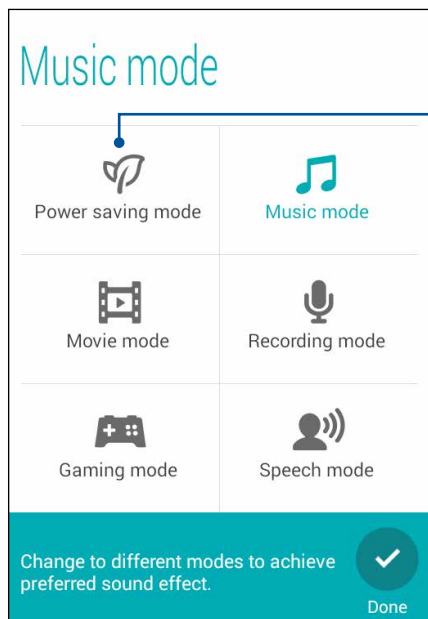 Music mode
Power saving mode
Music mode
Movie mode
Recording mode
Gaming mode
Speech mode
Change to different modes to achieve
preferred sound effect.
Done